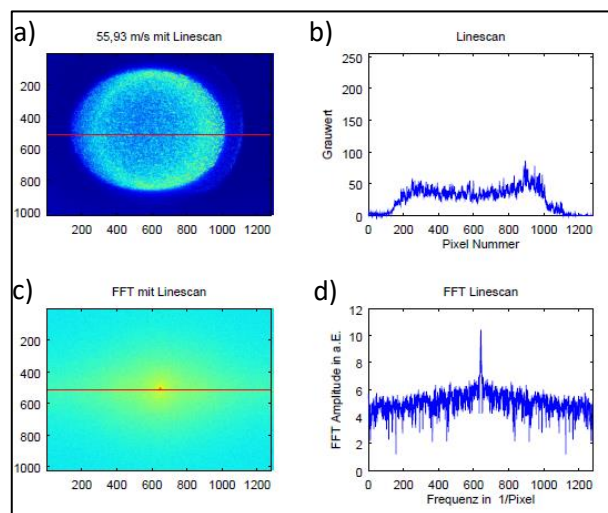 a)
55,93 m/s mit Linescan
200
400
600
800
1000
200 400 600 800 1000 1200
b)
Linescan
Grauwert
250
200
150
100
50
0
0 200 400 600 800 1000 1200
Pixel Nummer
c)
FFT mit Linescan
200
400
600
800
1000
200 400 600 800 1000 1200
d)
FFT Linescan
FFT Amplitude in a.E.
12
10
8
6
4
2
0
0 200 400 600 800 1000 1200
Frequenz in 1/Pixel